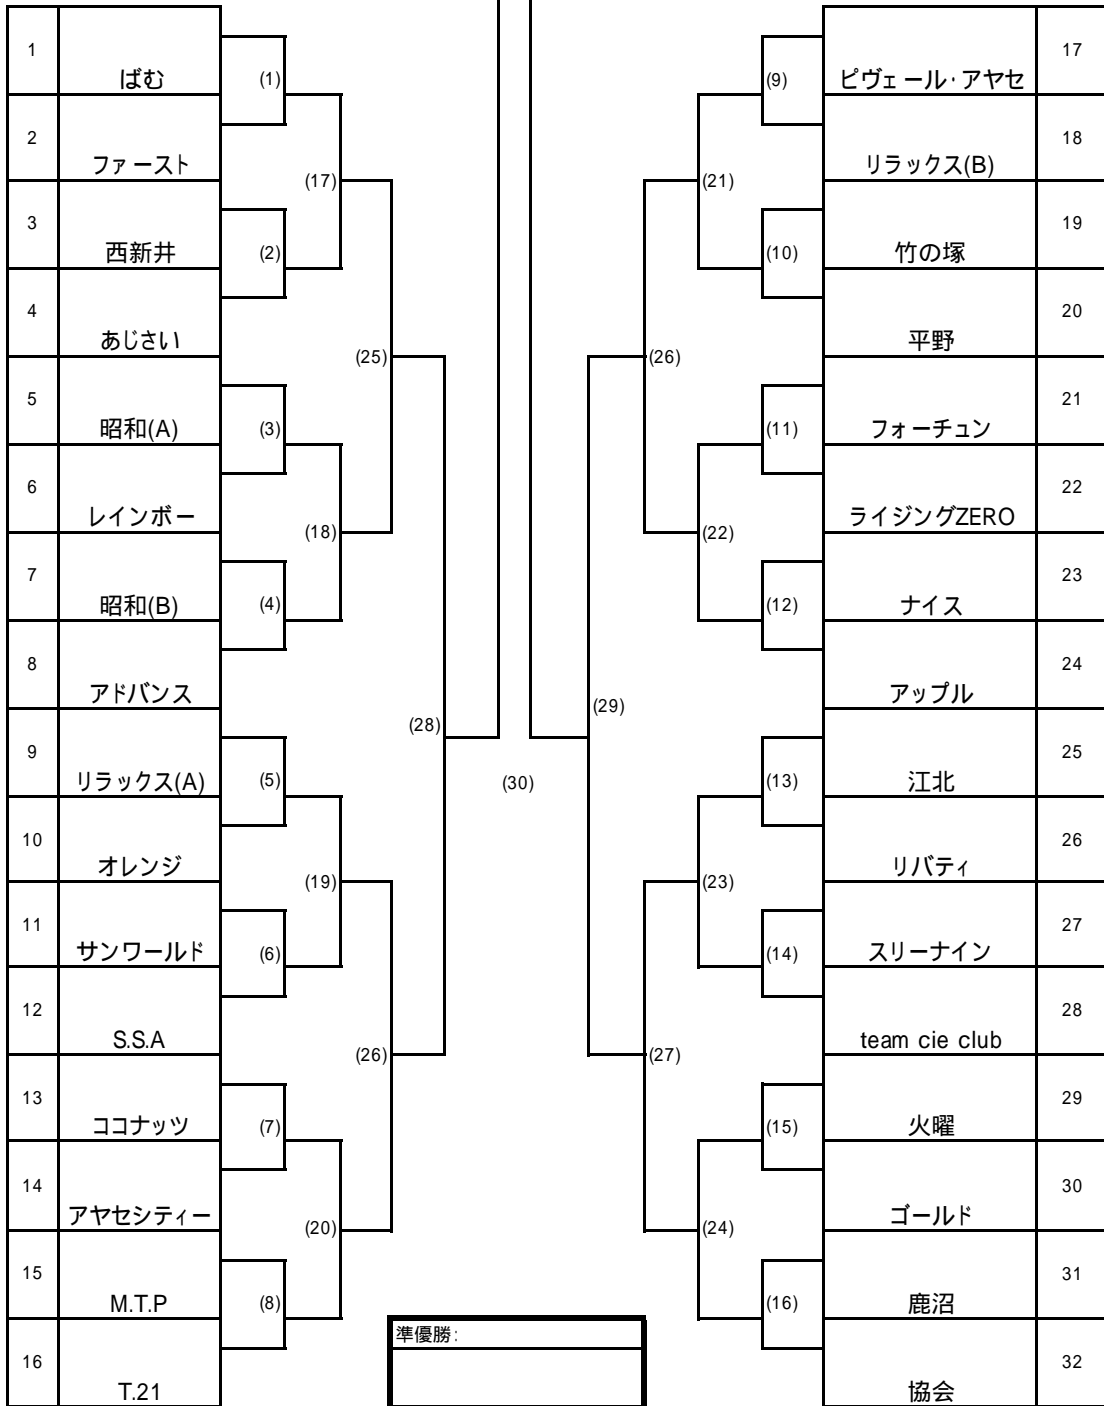 1
ばむ
(1)
2
ファースト
(17)
3
西新井
(2)
4
あじさい
(25)
5
昭和(A)
(3)
6
レインボー
(18)
7
昭和(B)
(4)
8
アドバンス
(28)
9
リラックス(A)
(5)
10
オレンジ
(19)
11
サンワールド
(6)
12
S.S.A
(26)
13
ココナッツ
(7)
14
アヤセシティー
(20)
15
M.T.P
(8)
16
T.21
(30)
準優勝:
(9)
ピヴェール・アヤセ
17
(21)
リラックス(B)
18
(10)
竹の塚
19
(26)
平野
20
(11)
フォーチュン
21
(22)
ライジングZERO
22
(12)
ナイス
23
(29)
アップル
24
(13)
江北
25
(23)
リバティ
26
(14)
スリーナイン
27
(27)
team cie club
28
(15)
火曜
29
(24)
ゴールド
30
(16)
鹿沼
31
協会
32